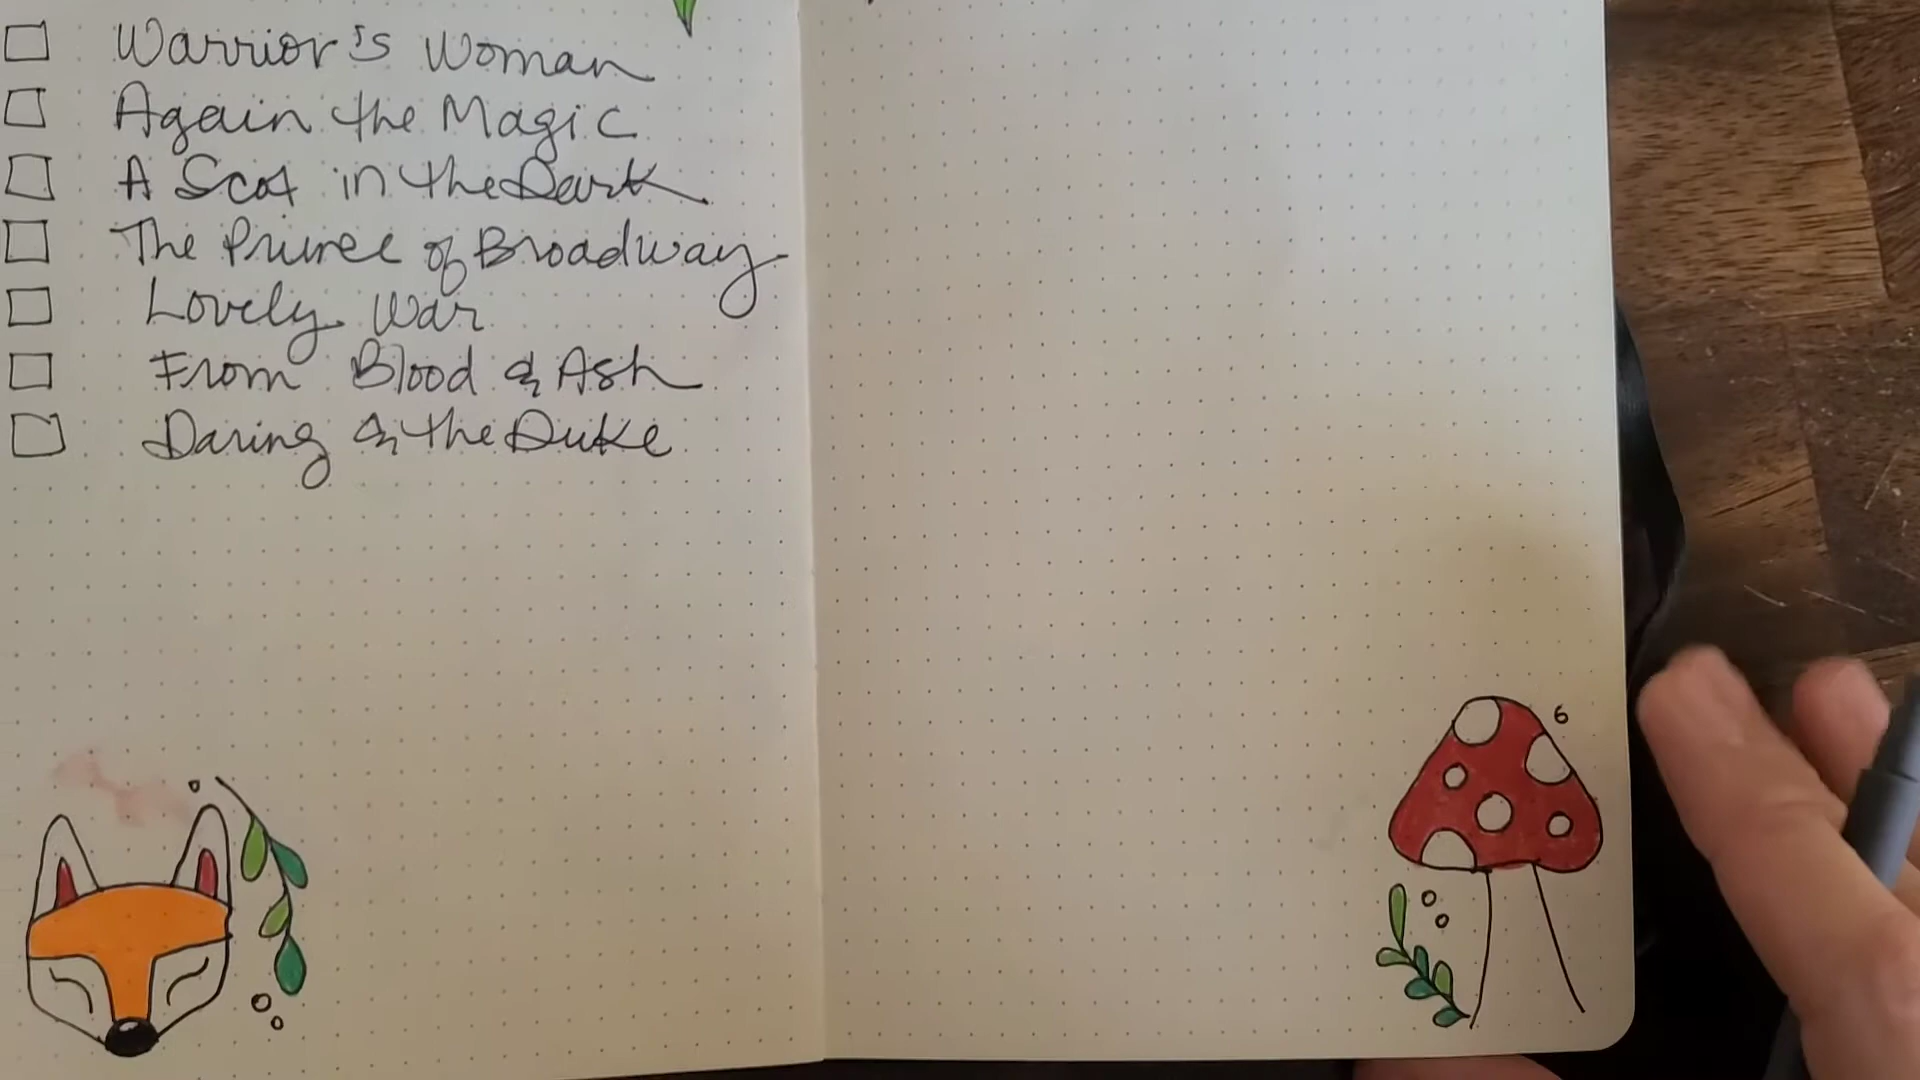 Warrior's Woman
Again the Magic
A Scot in the Dark
The Prince of Broadway
Lovely War
From Blood & Ash
Daring & the Duke
6